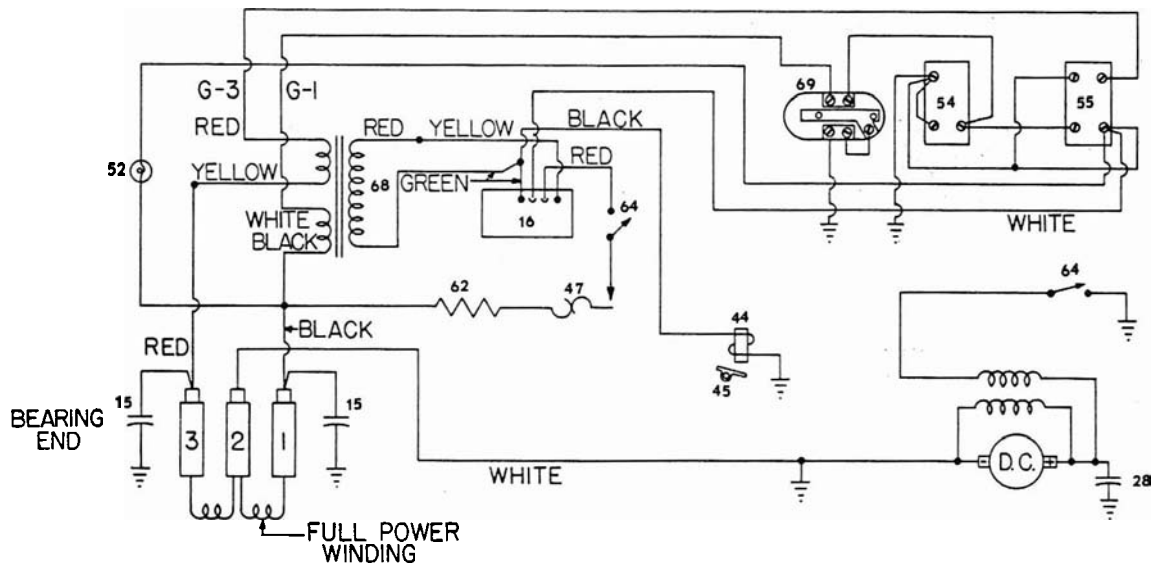 G-3
G-1
RED
52
YELLOW
WHITE
BLACK
RED
YELLOW
68
GREEN
BLACK
RED
16
64
69
54
55
WHITE
62
47
BLACK
RED
44
45
64
15
15
BEARING
END
3
2
1
WHITE
D.C.
-
+
28
FULL POWER
WINDING